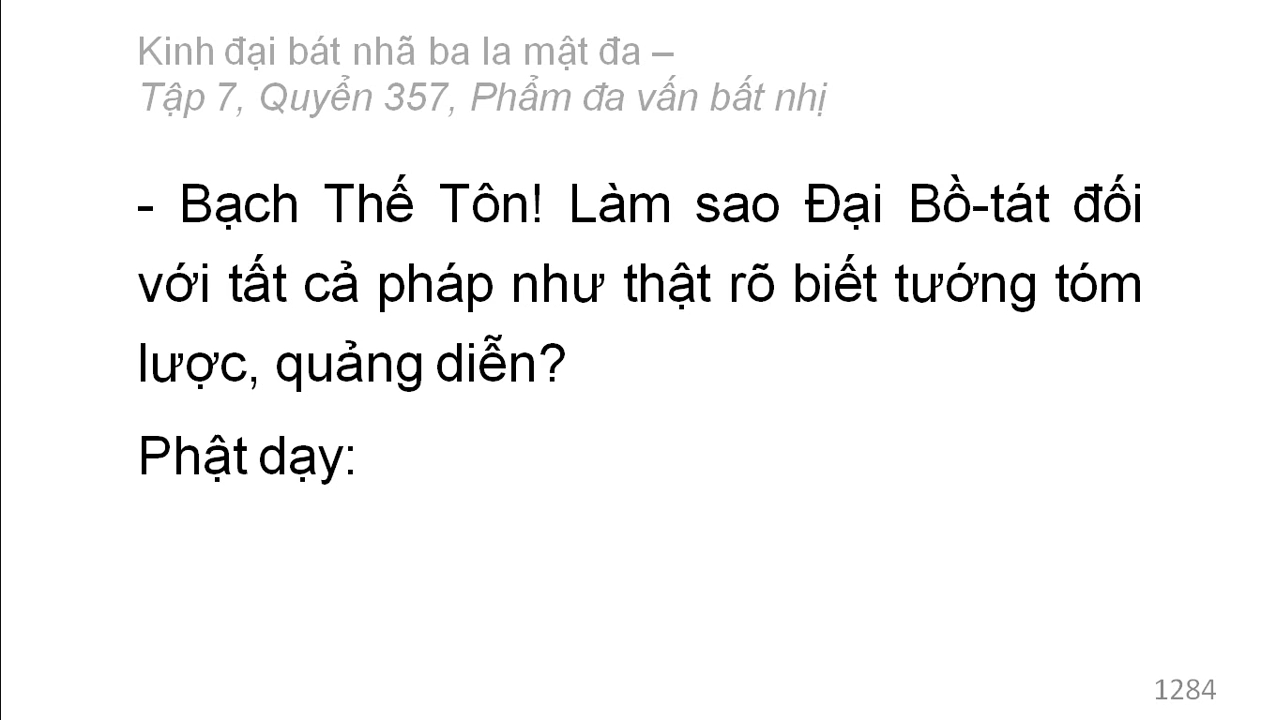 Kinh đại bát nhã ba la mật đa –
Tập 7, Quyển 357, Phẩm đa vấn bất nhị
- Bạch Thế Tôn! Làm sao Đại Bồ-tát đối
với tất cả pháp như thật rõ biết tướng tóm
lược, quảng diễn?
Phật dạy:
1284